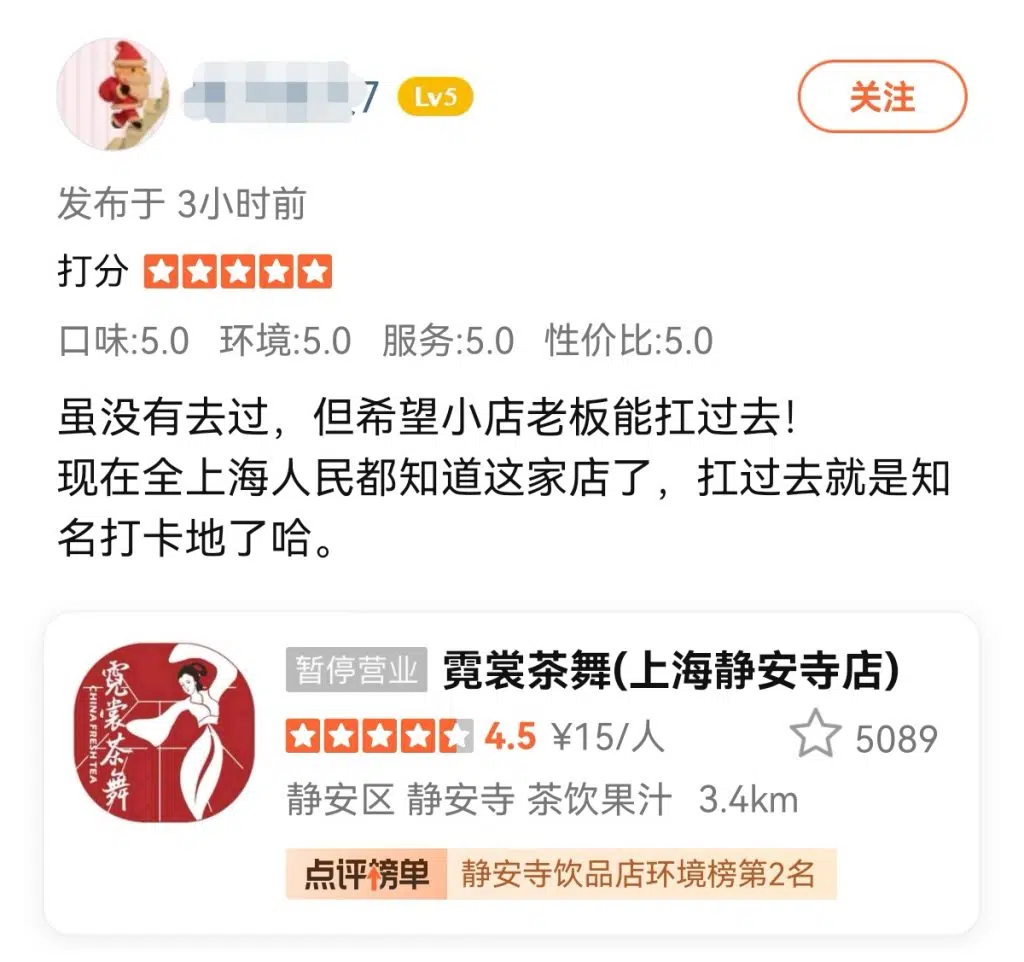 7 Lv5 关注
发布于 3小时前
打分
口味:5.0 环境:5.0 服务:5.0 性价比:5.0
虽没有去过，但希望小店老板能扛过去！
现在全上海人民都知道这家店了，扛过去就是知
名打卡地了哈。
霓裳茶舞
CHINA FRESH TEA
暂停营业 霓裳茶舞(上海静安寺店)
4.5 ¥15/人 5089
静安区 静安寺 茶饮果汁 3.4km
点评榜单 静安寺饮品店环境榜第2名